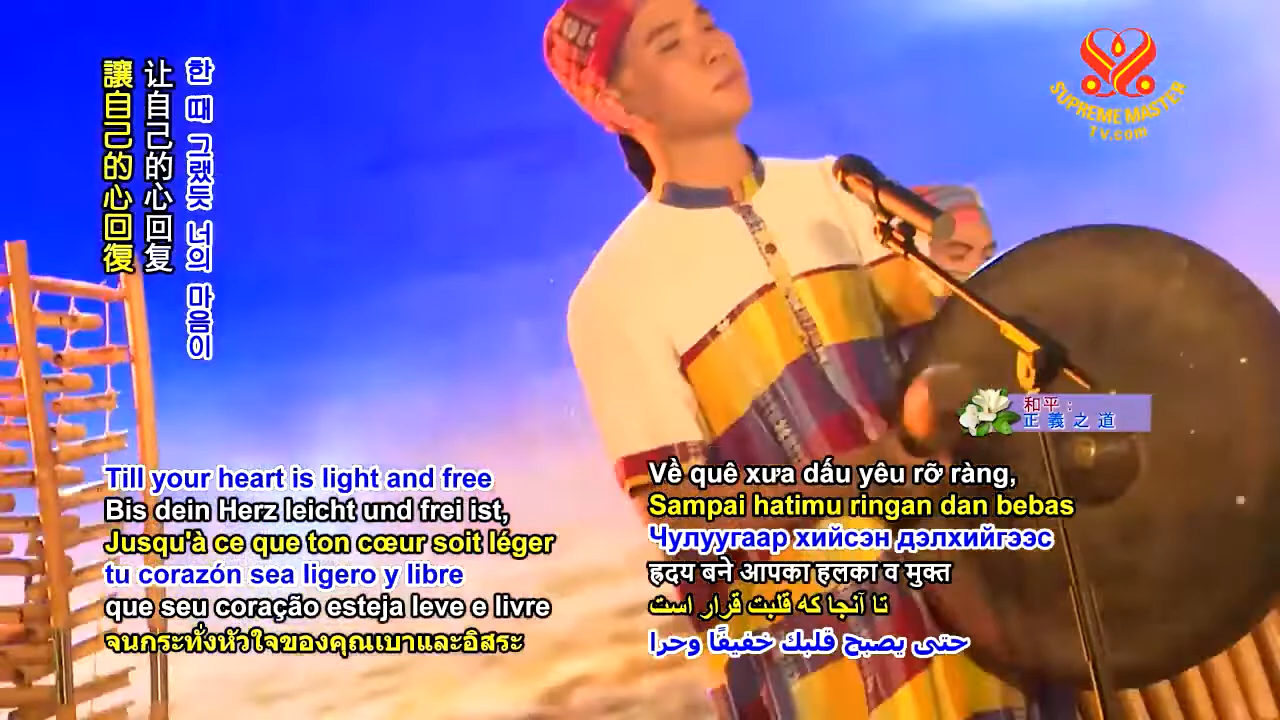 讓自己的心回復
让自己的心回复
한 때 그랬듯 너의 마음이
SUPREME MASTER
TV.COM
和平：
正義之道
Till your heart is light and free
Bis dein Herz leicht und frei ist,
Jusqu'à ce que ton cœur soit léger
tu corazón sea ligero y libre
que seu coração esteja leve e livre
จนกระทั่งหัวใจของคุณเบาและอิสระ
Về quê xưa dấu yêu rỡ ràng,
Sampai hatimu ringan dan bebas
Чулуугаар хийсэн дэлхийгээс
हृदय बने आपका हलका व मुक्त
تا آنجا که قلبت قرار است
حتى يصبح قلبك خفيفًا وحرا